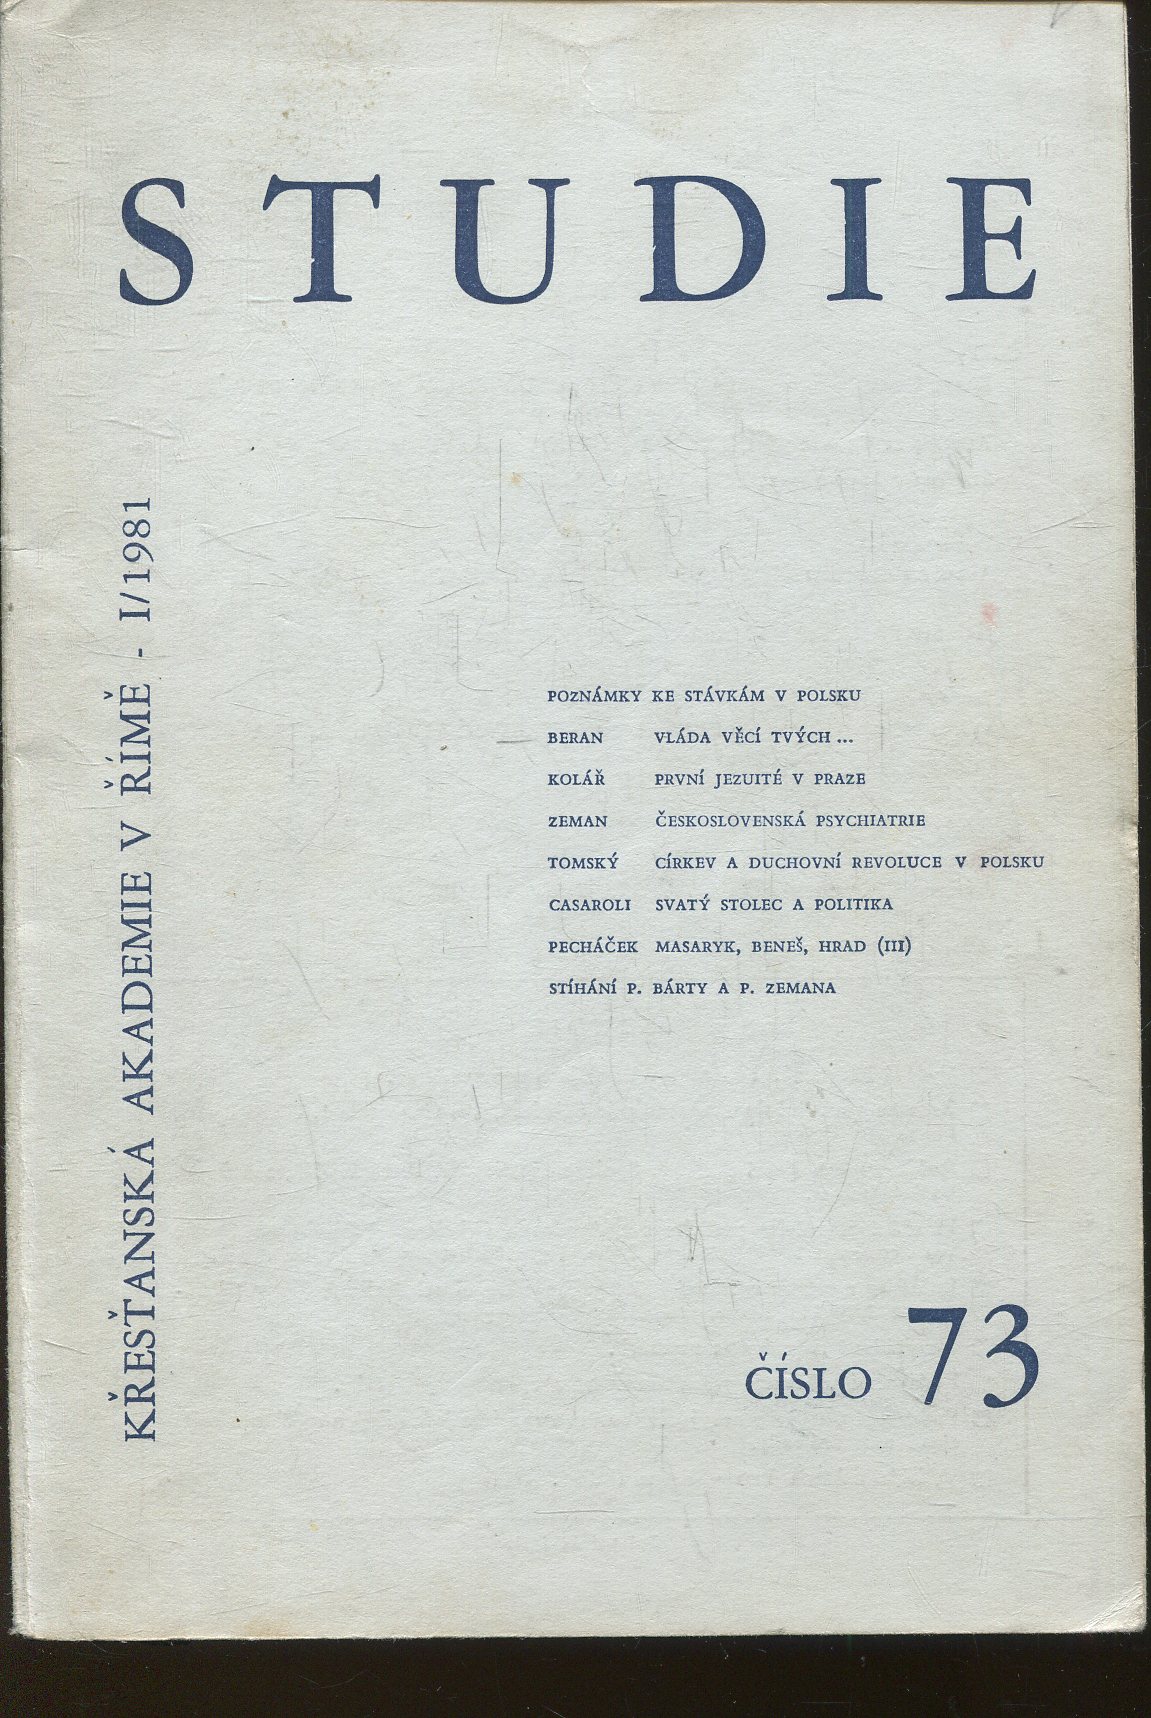 STUDIE
KŘESŤANSKÁ AKADEMIE V ŘÍMĚ - I/1981
POZNÁMKY KE STÁVKÁM V POLSKU
BERAN VLÁDA VĚCÍ TVÝCH ...
KOLÁŘ PRVNÍ JEZUITÉ V PRAZE
ZEMAN ČESKOSLOVENSKÁ PSYCHIATRIE
TOMSKÝ CÍRKEV A DUCHOVNÍ REVOLUCE V POLSKU
CASAROLI SVATÝ STOLEC A POLITIKA
PECHÁČEK MASARYK, BENEŠ, HRAD (III)
STÍHÁNÍ P. BÁRTY A P. ZEMANA
ČÍSLO 73